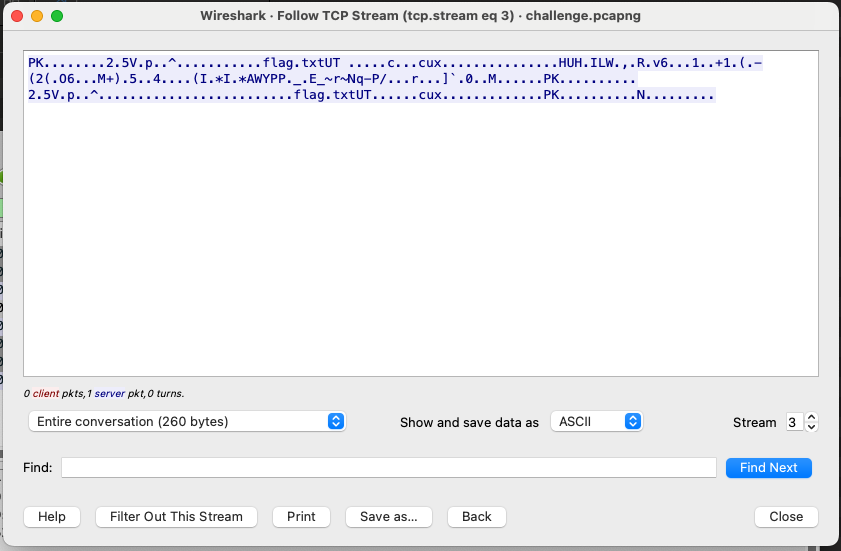 Wireshark · Follow TCP Stream (tcp.stream eq 3) · challenge.pcapng
PK........2.5V.p..^...........flag.txtUT .....c...cux...............HUH.ILW.,.R.v6...1..+1.(.-
(2(.O6...M+).5..4....(I.*I.*AWYPP._.E_~r~Nq-P/...r...]`.0..M......PK..........
2.5V.p..^.........................flag.txtUT......cux.............PK..........N.........
0 client pkts,1 server pkt,0 turns.
Entire conversation (260 bytes)
Show and save data as
ASCII
Stream
3
Find:
Find Next
Help
Filter Out This Stream
Print
Save as...
Back
Close